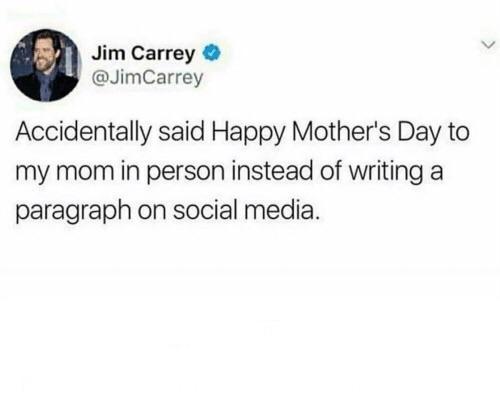 Jim Carrey
@JimCarrey
Accidentally said Happy Mother's Day to
my mom in person instead of writing a
paragraph on social media.